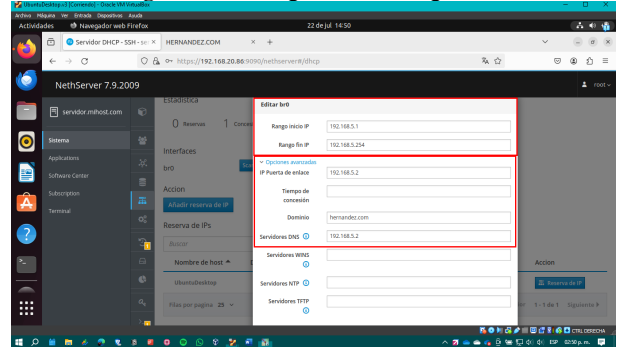 UbuntuDesktop v3 [Corriendo] - Oracle VM VirtualBox
Archivo Máquina Ver Entrada Dispositivos Ayuda
Actividades Navegador web Firefox 22 de jul 14:50
Servidor DHCP - SSH - ser × HERNANDEZ.COM × +
https://192.168.20.86:9090/nethserver#/dhcp
NethServer 7.9.2009 root
servidor.mihost.com
Sistema
Applications
Software Center
Subscription
Terminal
Estadística
0 Reservas 1 Conces
Interfaces
br0
Accion
Añadir reserva de IP
Reserva de IPs
Buscar
Nombre de host Accion
UbuntuDesktop Reserva de IP
Filas por pagina 25 1 - 1 de 1 Siguiente
Editar br0
Rango inicio IP 192.168.5.1
Rango fin IP 192.168.5.254
Opciones avanzadas
IP Puerta de enlace 192.168.5.2
Tiempo de
concesión
Dominio hernandez.com
Servidores DNS 192.168.5.2
Servidores WINS
Servidores NTP
Servidores TFTP
CTRL DERECHA
ESP 02:50 p. m.